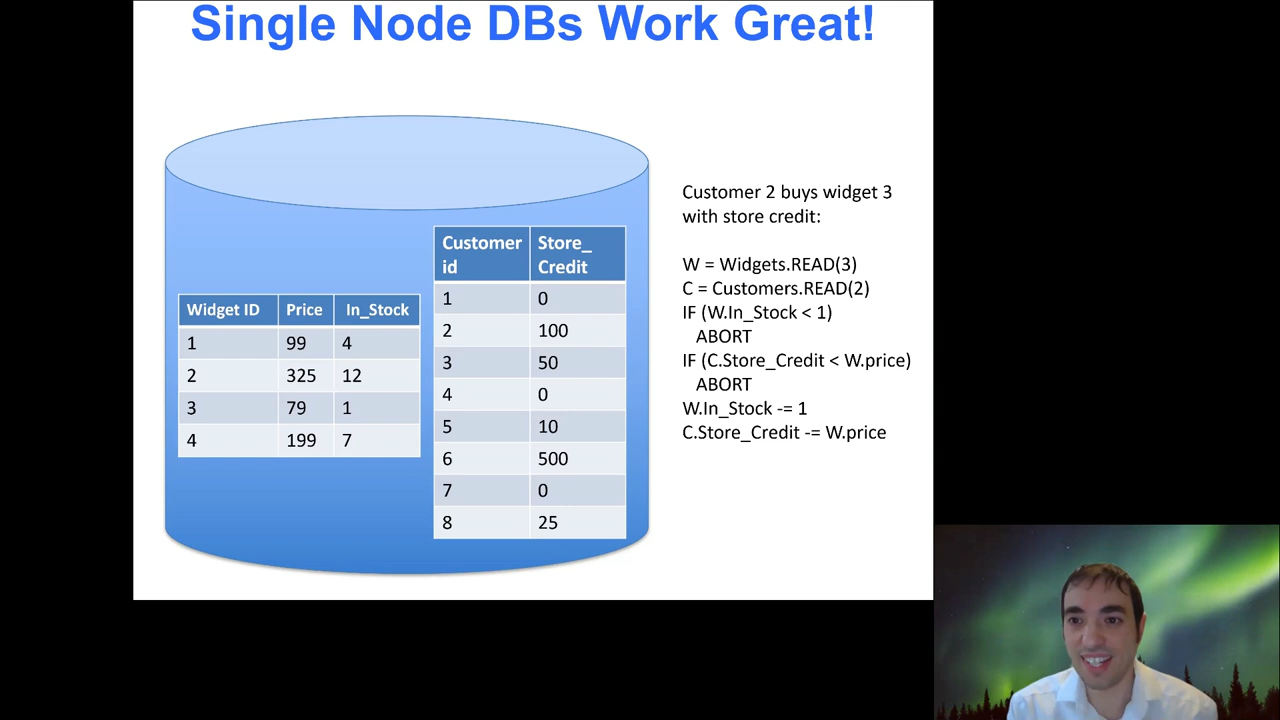 Single Node DBs Work Great!
Widget ID Price In_Stock
1 99 4
2 325 12
3 79 1
4 199 7
Customer id Store_ Credit
1 0
2 100
3 50
4 0
5 10
6 500
7 0
8 25
Customer 2 buys widget 3
with store credit:
W = Widgets.READ(3)
C = Customers.READ(2)
IF (W.In_Stock < 1)
ABORT
IF (C.Store_Credit < W.price)
ABORT
W.In_Stock -= 1
C.Store_Credit -= W.price